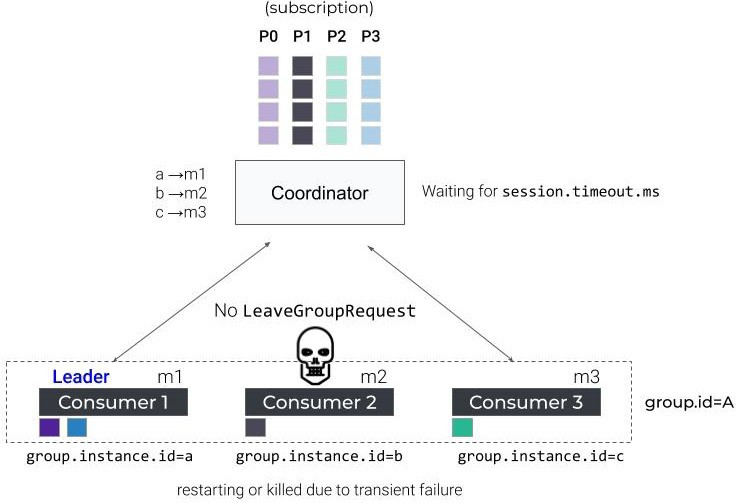 (subscription)
P0 P1 P2 P3
a →m1
b →m2
c →m3
Coordinator
Waiting for session.timeout.ms
No LeaveGroupRequest
Leader m1 m2 m3
Consumer 1 Consumer 2 Consumer 3
group.id=A
group.instance.id=a group.instance.id=b group.instance.id=c
restarting or killed due to transient failure